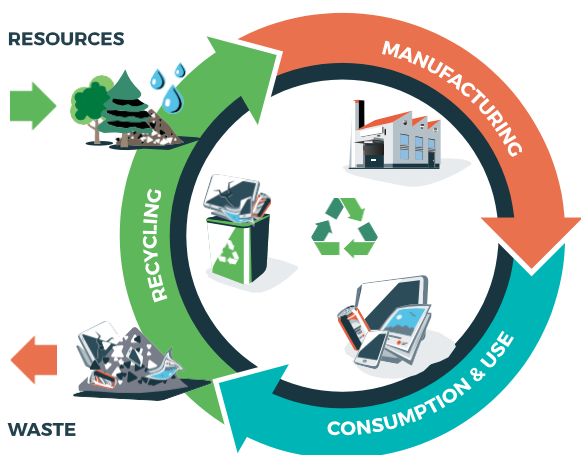 RESOURCES
MANUFACTURING
RECYCLING
CONSUMPTION & USE
WASTE